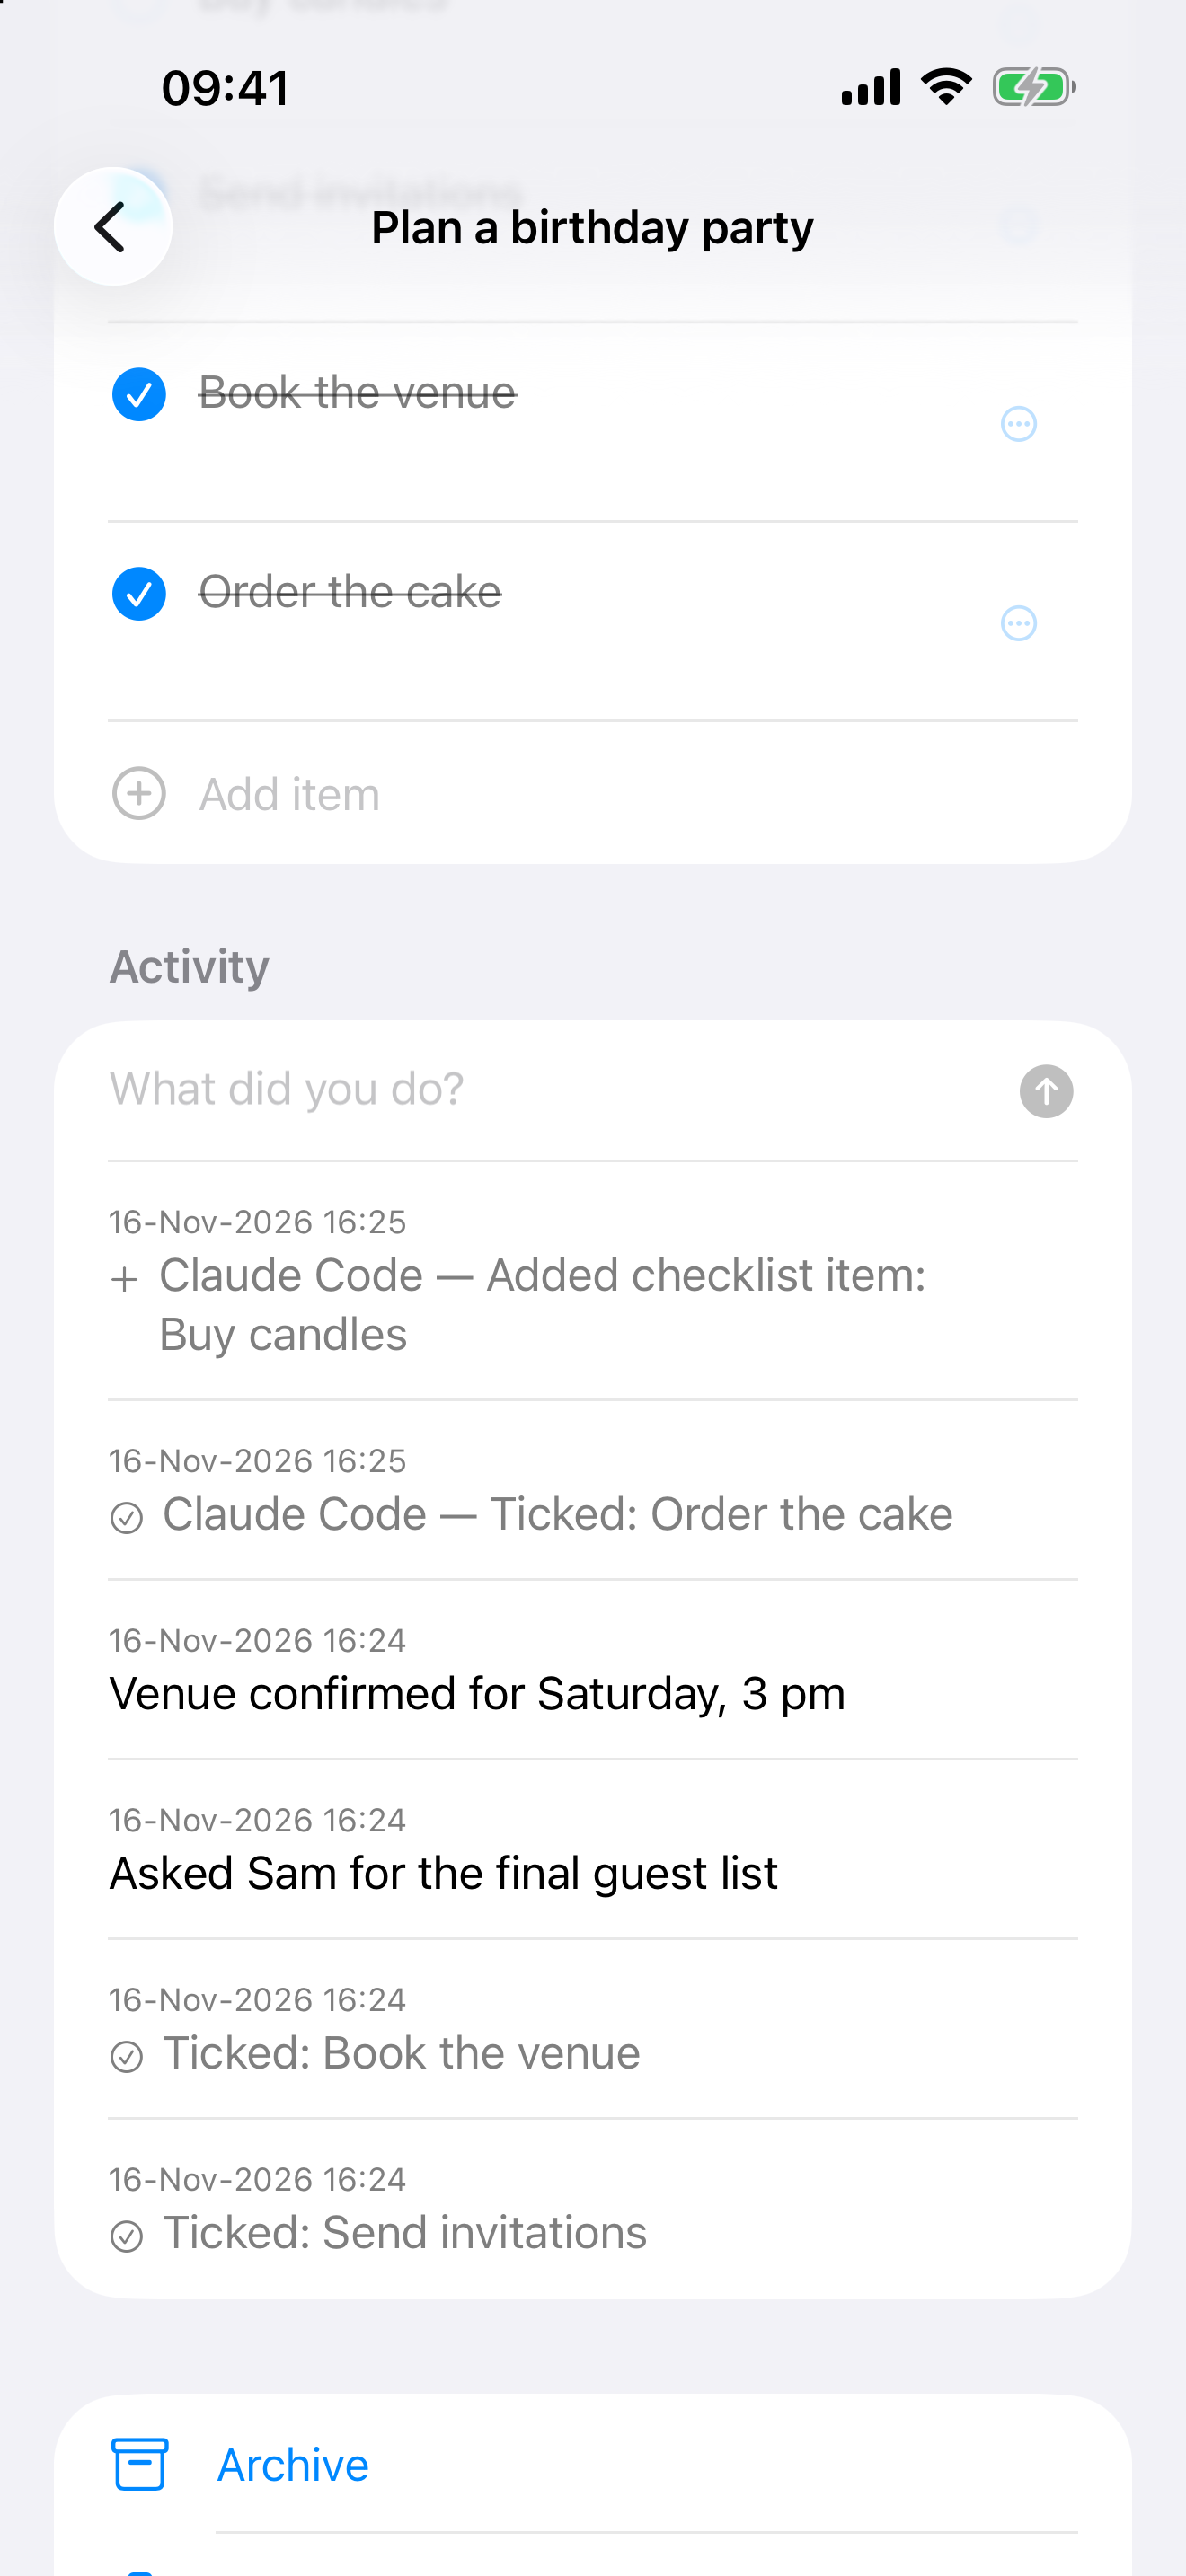 Buy candles
09:41
Send invitations
Plan a birthday party
Book the venue
Order the cake
Add item
Activity
What did you do?
16-Nov-2026 16:25
Claude Code — Added checklist item:
Buy candles
16-Nov-2026 16:25
Claude Code — Ticked: Order the cake
16-Nov-2026 16:24
Venue confirmed for Saturday, 3 pm
16-Nov-2026 16:24
Asked Sam for the final guest list
16-Nov-2026 16:24
Ticked: Book the venue
16-Nov-2026 16:24
Ticked: Send invitations
Archive